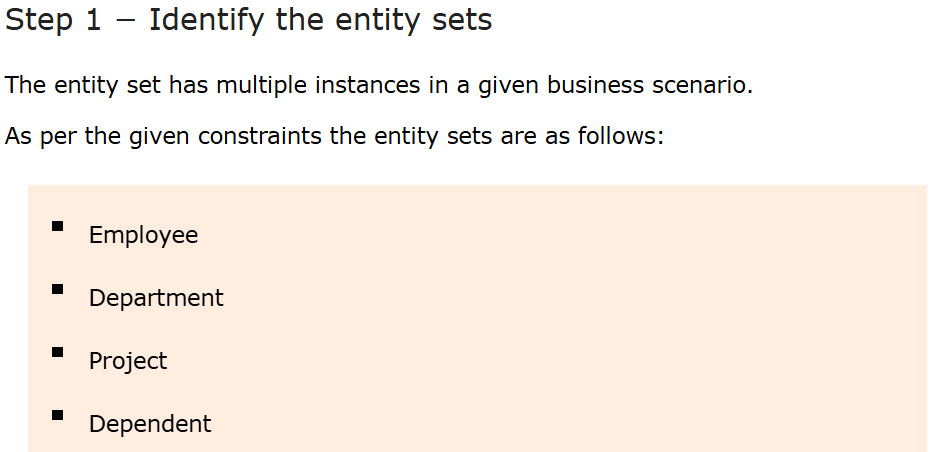 Step 1 − Identify the entity sets
The entity set has multiple instances in a given business scenario.
As per the given constraints the entity sets are as follows:
Employee
Department
Project
Dependent